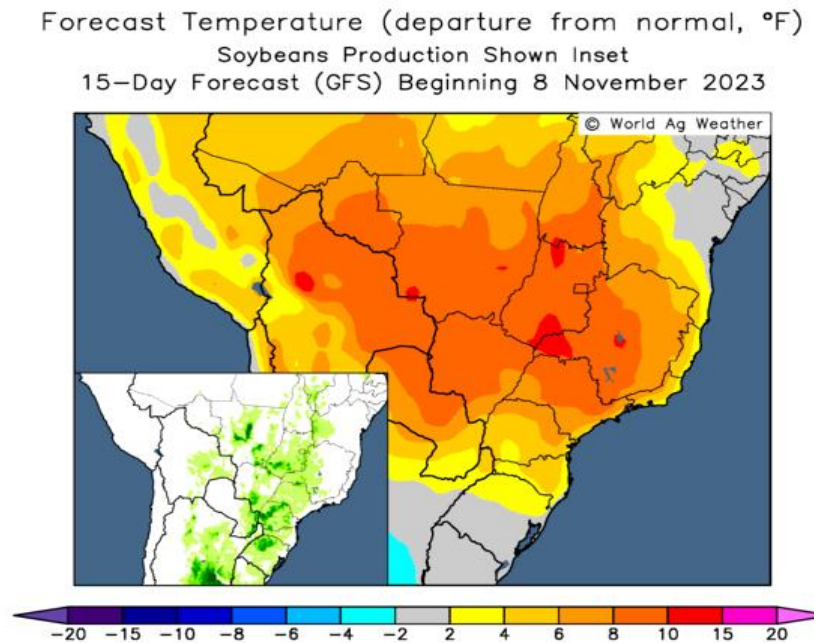 Forecast Temperature (departure from normal, °F)
Soybeans Production Shown Inset
15-Day Forecast (GFS) Beginning 8 November 2023
© World Ag Weather
-20 -15 -10 -8 -6 -4 -2 2 4 6 8 10 15 20